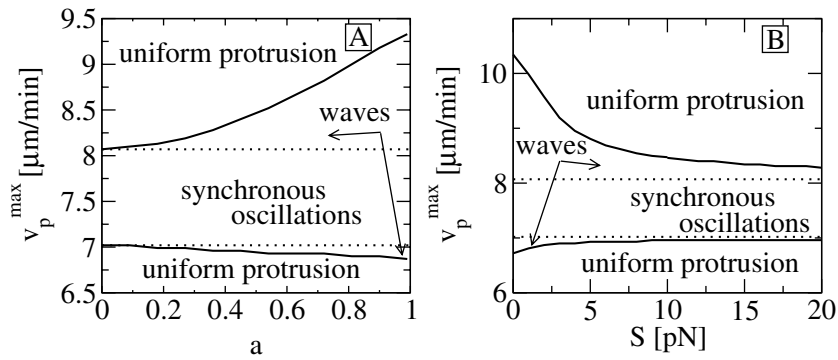 A
9.5
9
8.5
8
7.5
7
6.5
v_p^max [μm/min]
uniform protrusion
waves
synchronous
oscillations
uniform protrusion
0 0.2 0.4 0.6 0.8 1
a
B
10
8
6
v_p^max [μm/min]
uniform protrusion
waves
synchronous
oscillations
uniform protrusion
0 5 10 15 20
S [pN]